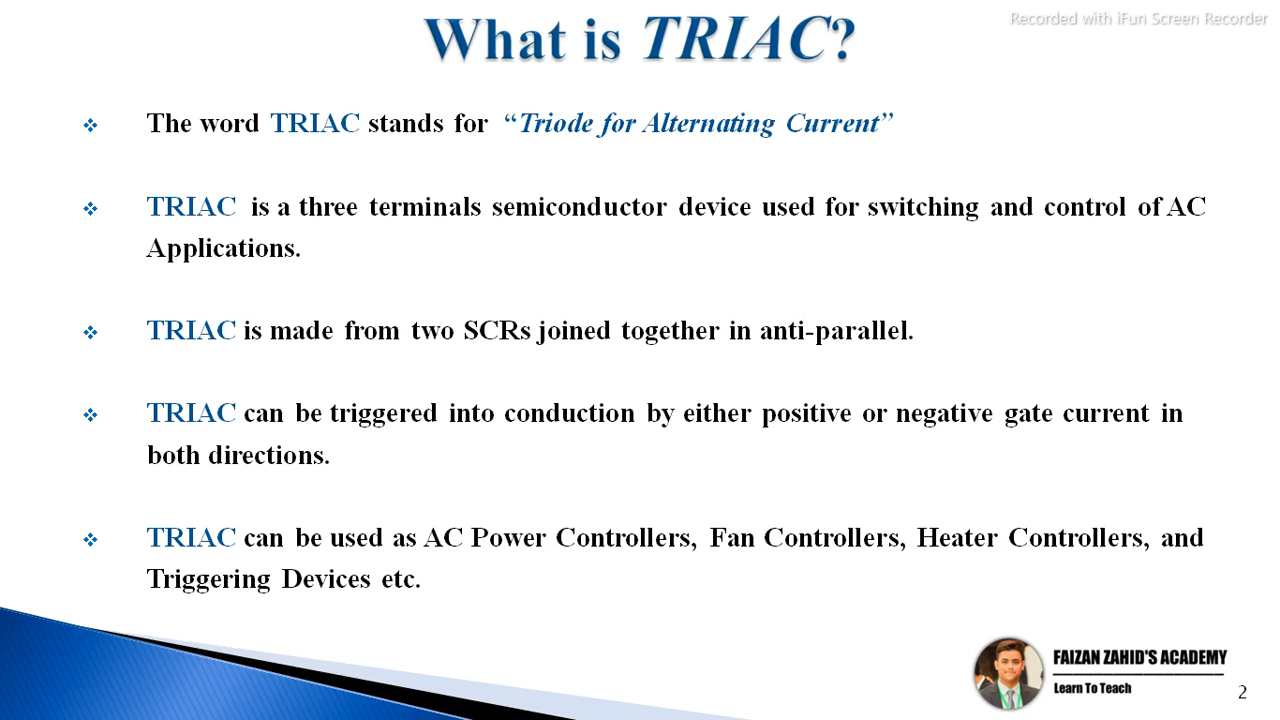 Recorded with iFun Screen Recorder
What is TRIAC?
❖ The word TRIAC stands for “Triode for Alternating Current”
❖ TRIAC is a three terminals semiconductor device used for switching and control of AC
Applications.
❖ TRIAC is made from two SCRs joined together in anti-parallel.
❖ TRIAC can be triggered into conduction by either positive or negative gate current in
both directions.
❖ TRIAC can be used as AC Power Controllers, Fan Controllers, Heater Controllers, and
Triggering Devices etc.
FAIZAN ZAHID'S ACADEMY
Learn To Teach
2